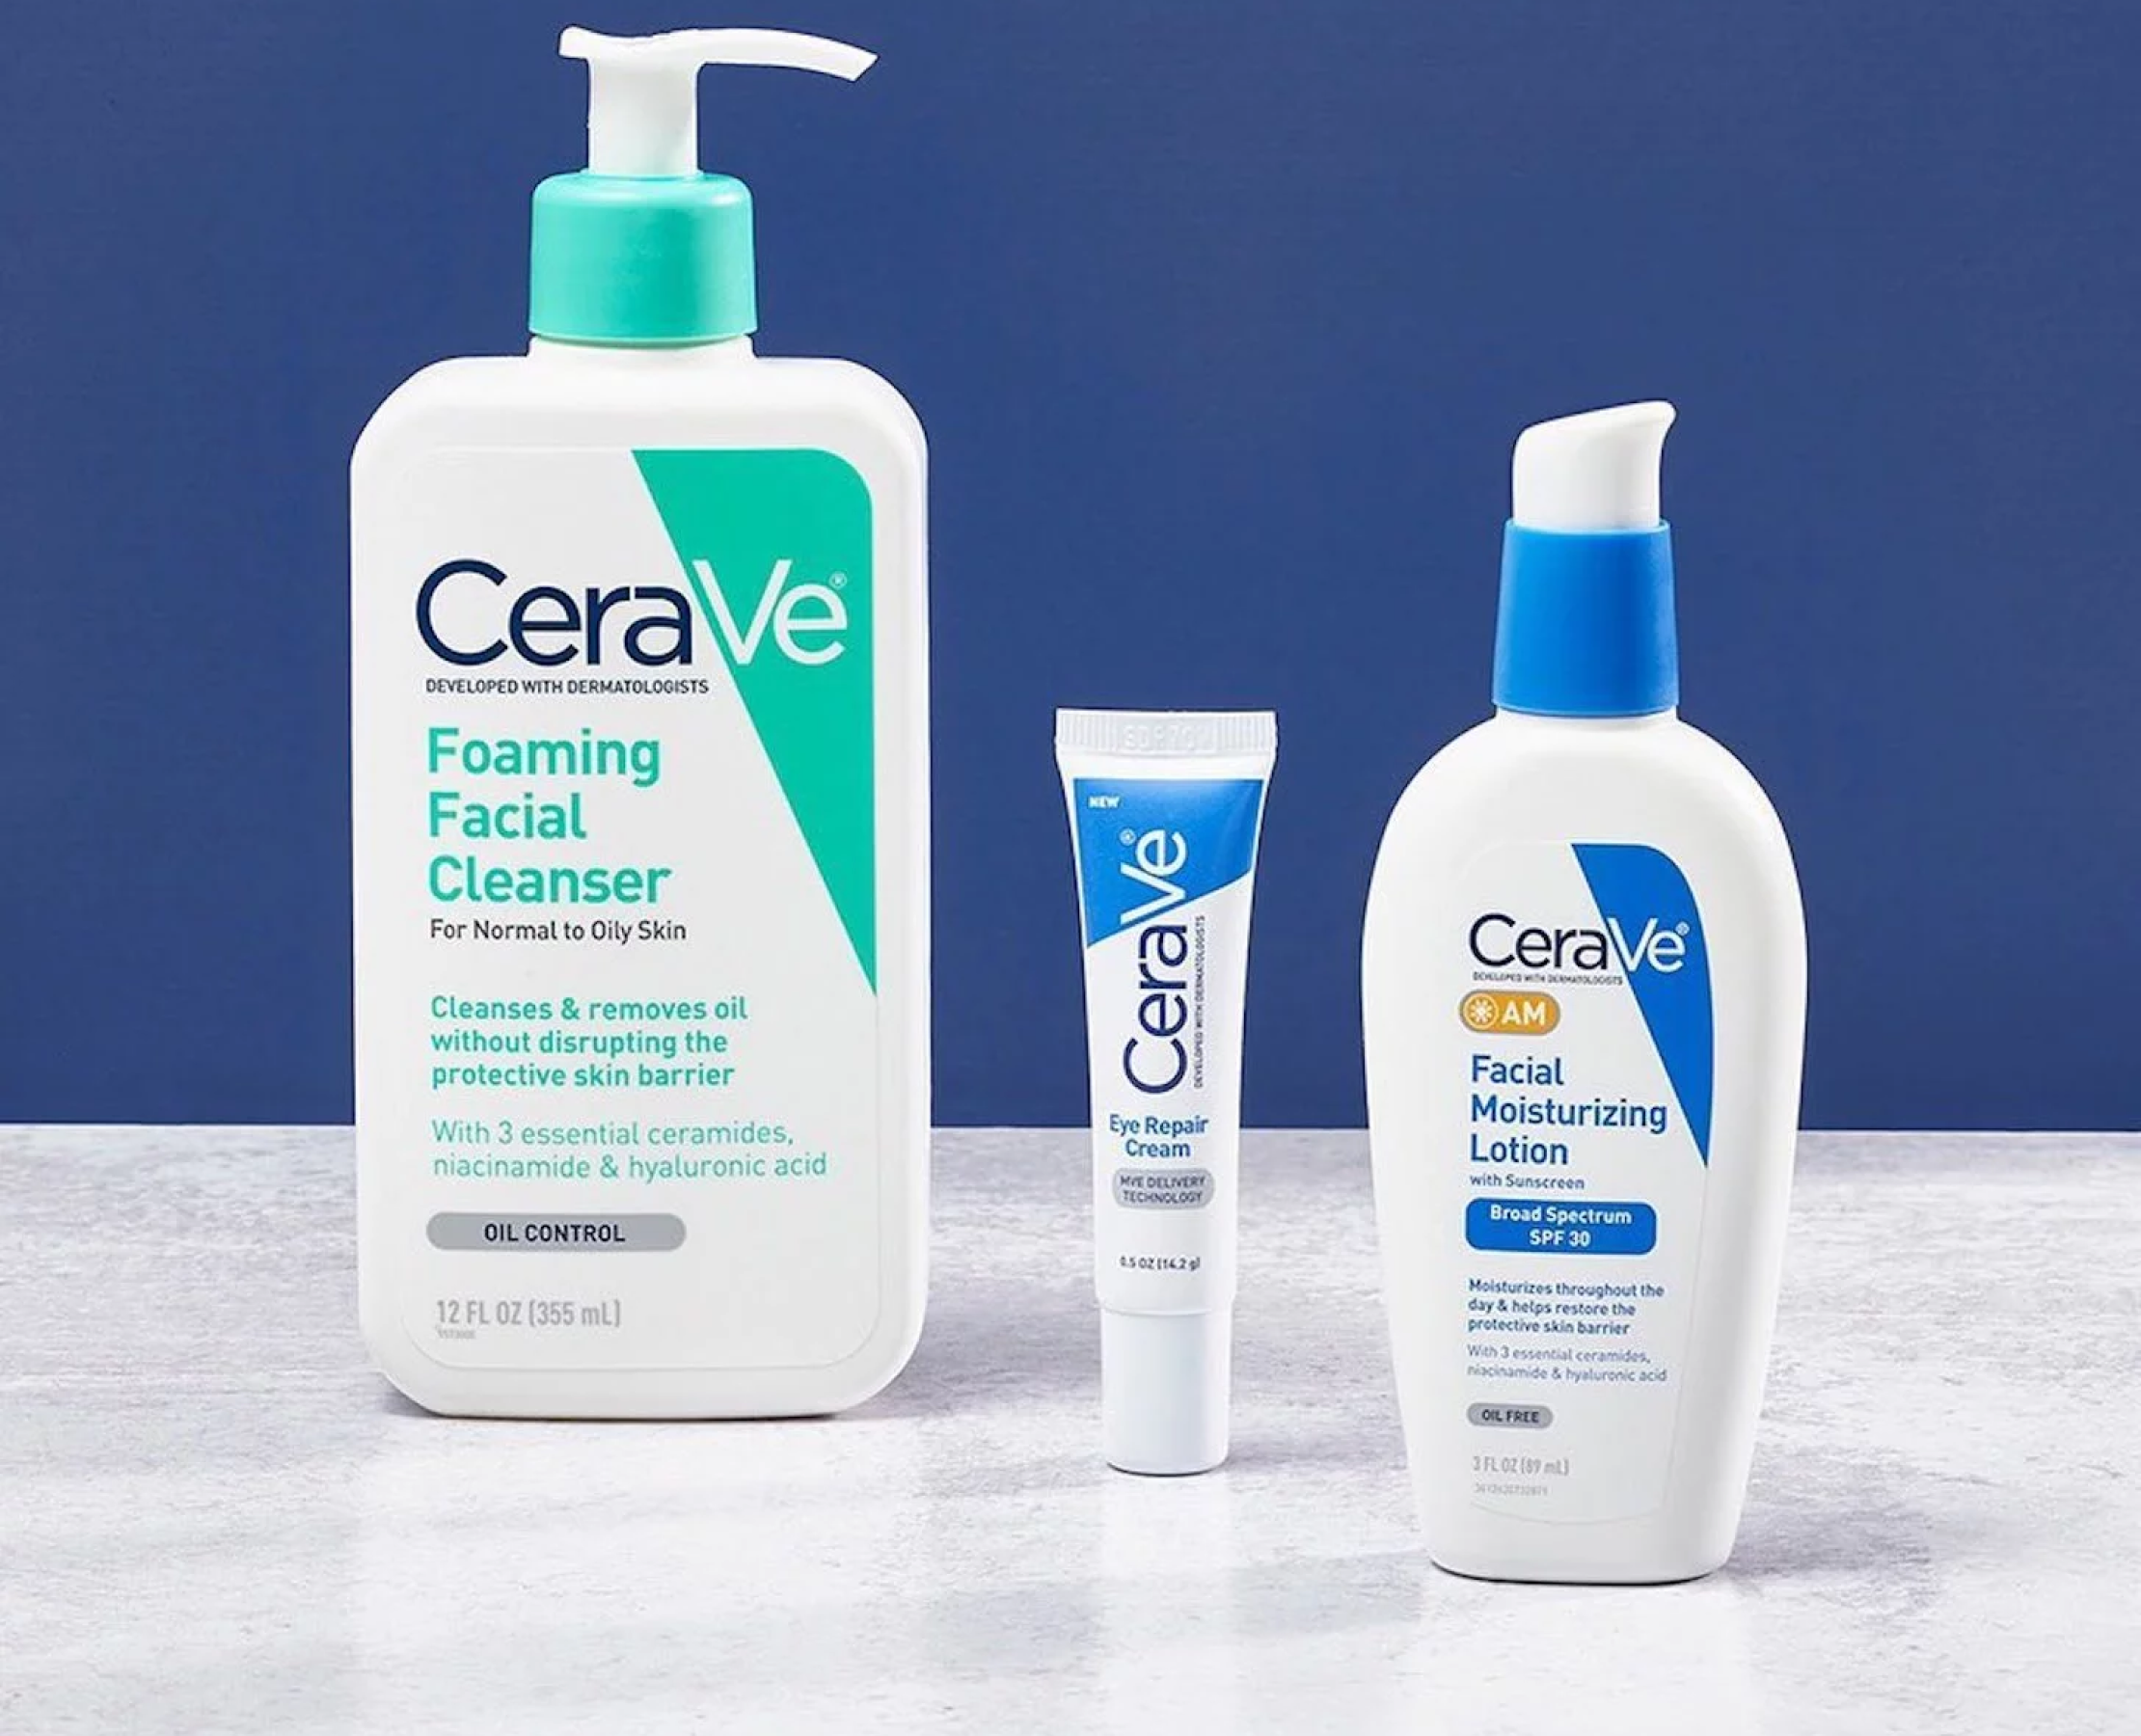 CeraVe®
DEVELOPED WITH DERMATOLOGISTS
Foaming
Facial
Cleanser
For Normal to Oily Skin
Cleanses & removes oil
without disrupting the
protective skin barrier
With 3 essential ceramides,
niacinamide & hyaluronic acid
OIL CONTROL
12 FL OZ (355 mL)
NEW
CeraVe®
DEVELOPED WITH DERMATOLOGISTS
Eye Repair
Cream
MVE DELIVERY
TECHNOLOGY
0.5 OZ (14.2 g)
CeraVe®
DEVELOPED WITH DERMATOLOGISTS
AM
Facial
Moisturizing
Lotion
with Sunscreen
Broad Spectrum
SPF 30
Moisturizes throughout the
day & helps restore the
protective skin barrier
With 3 essential ceramides,
niacinamide & hyaluronic acid
OIL FREE
3 FL OZ (89 mL)